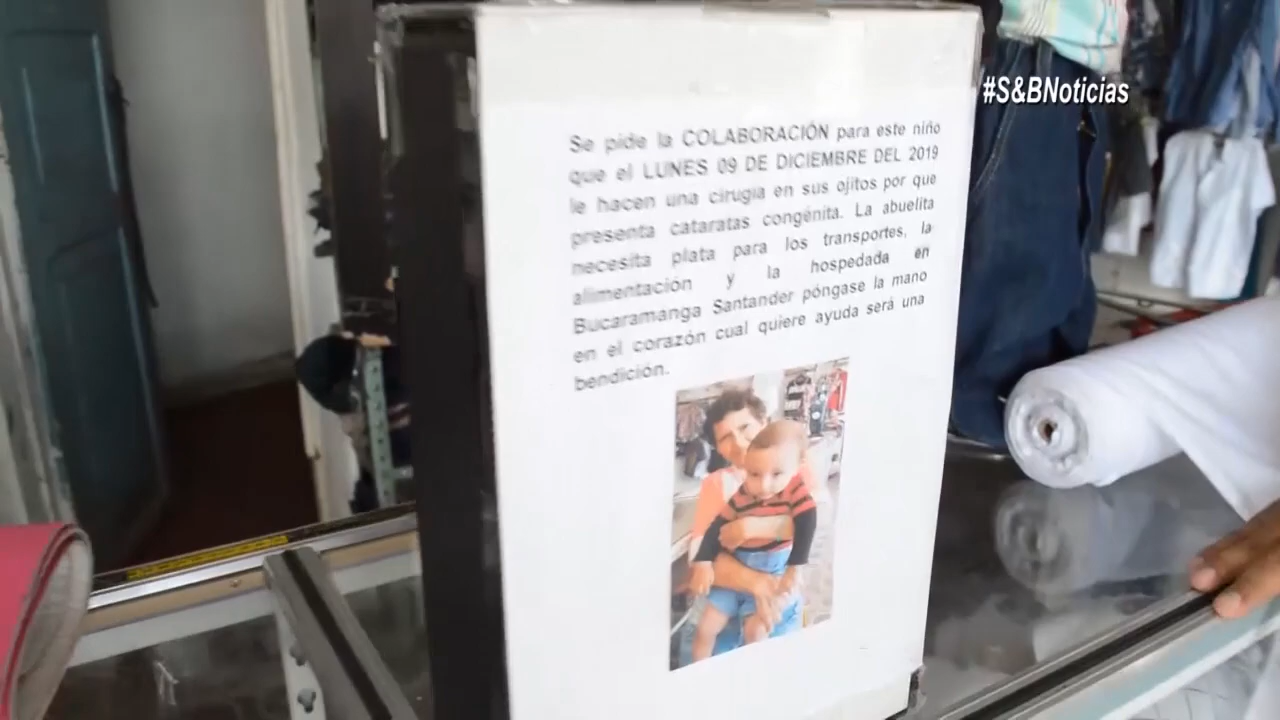 #S&BNoticias
Se pide la COLABORACIÓN para este niño
que el LUNES 09 DE DICIEMBRE DEL 2019
le hacen una cirugia en sus ojitos por que
presenta cataratas congénita. La abuelita
necesita plata para los transportes, la
alimentación y la hospedada en
Bucaramanga Santander póngase la mano
en el corazón cual quiere ayuda será una
bendición.